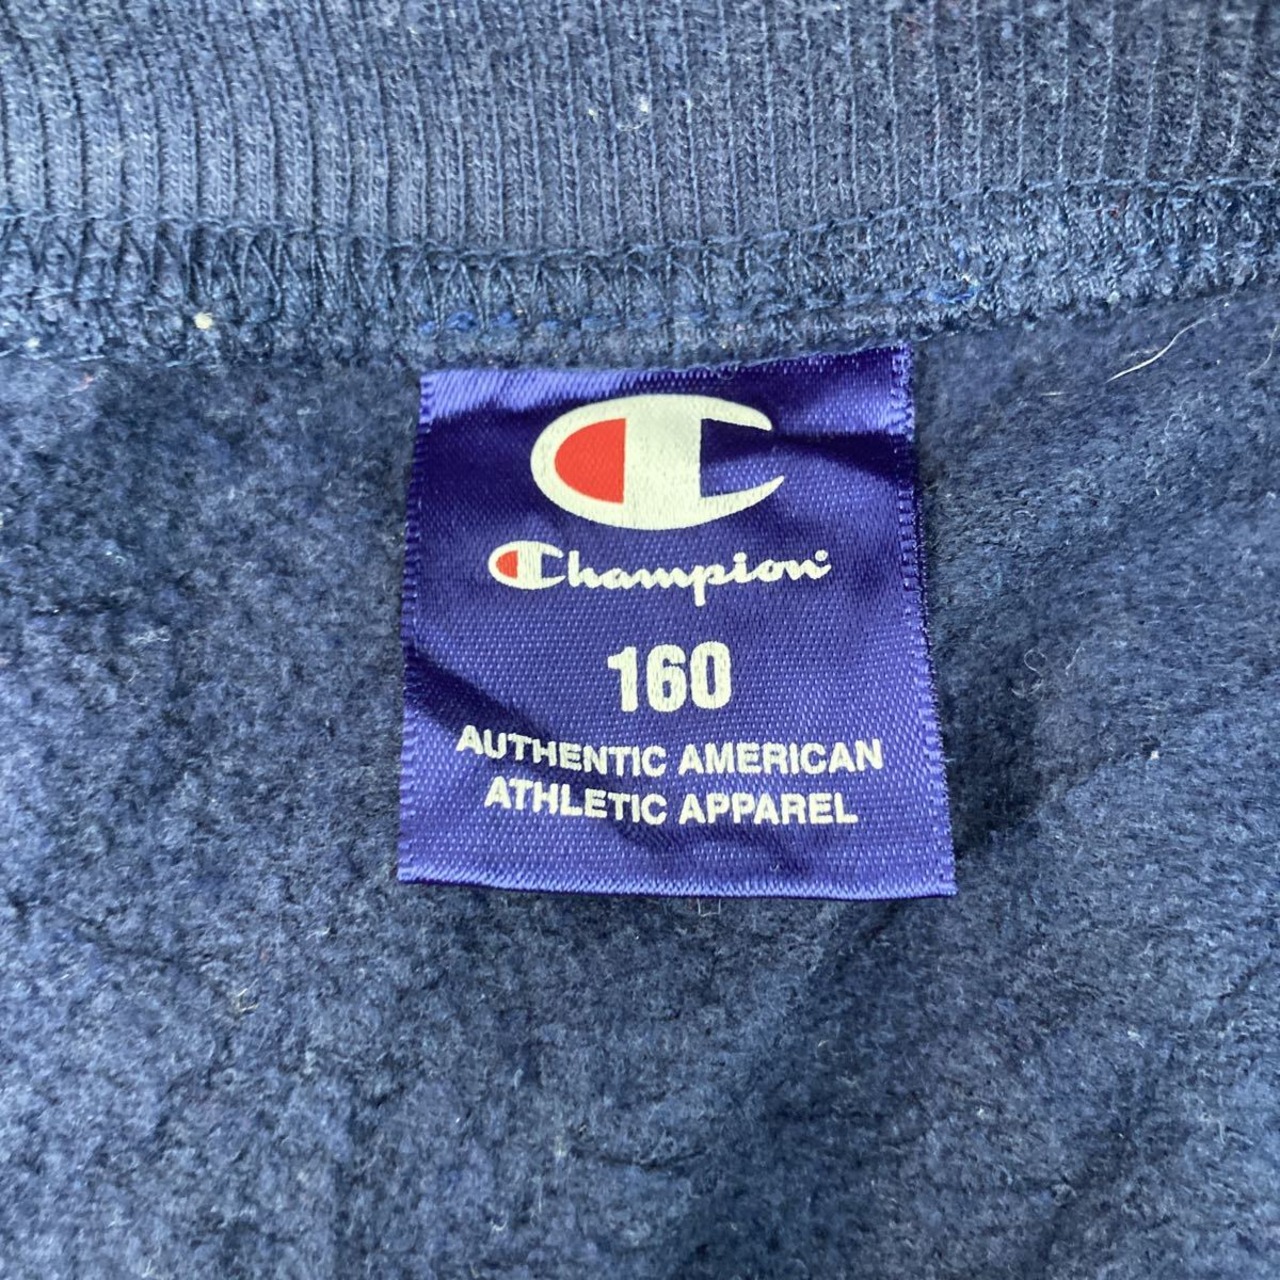 Champion
160
AUTHENTIC AMERICAN
ATHLETIC APPAREL